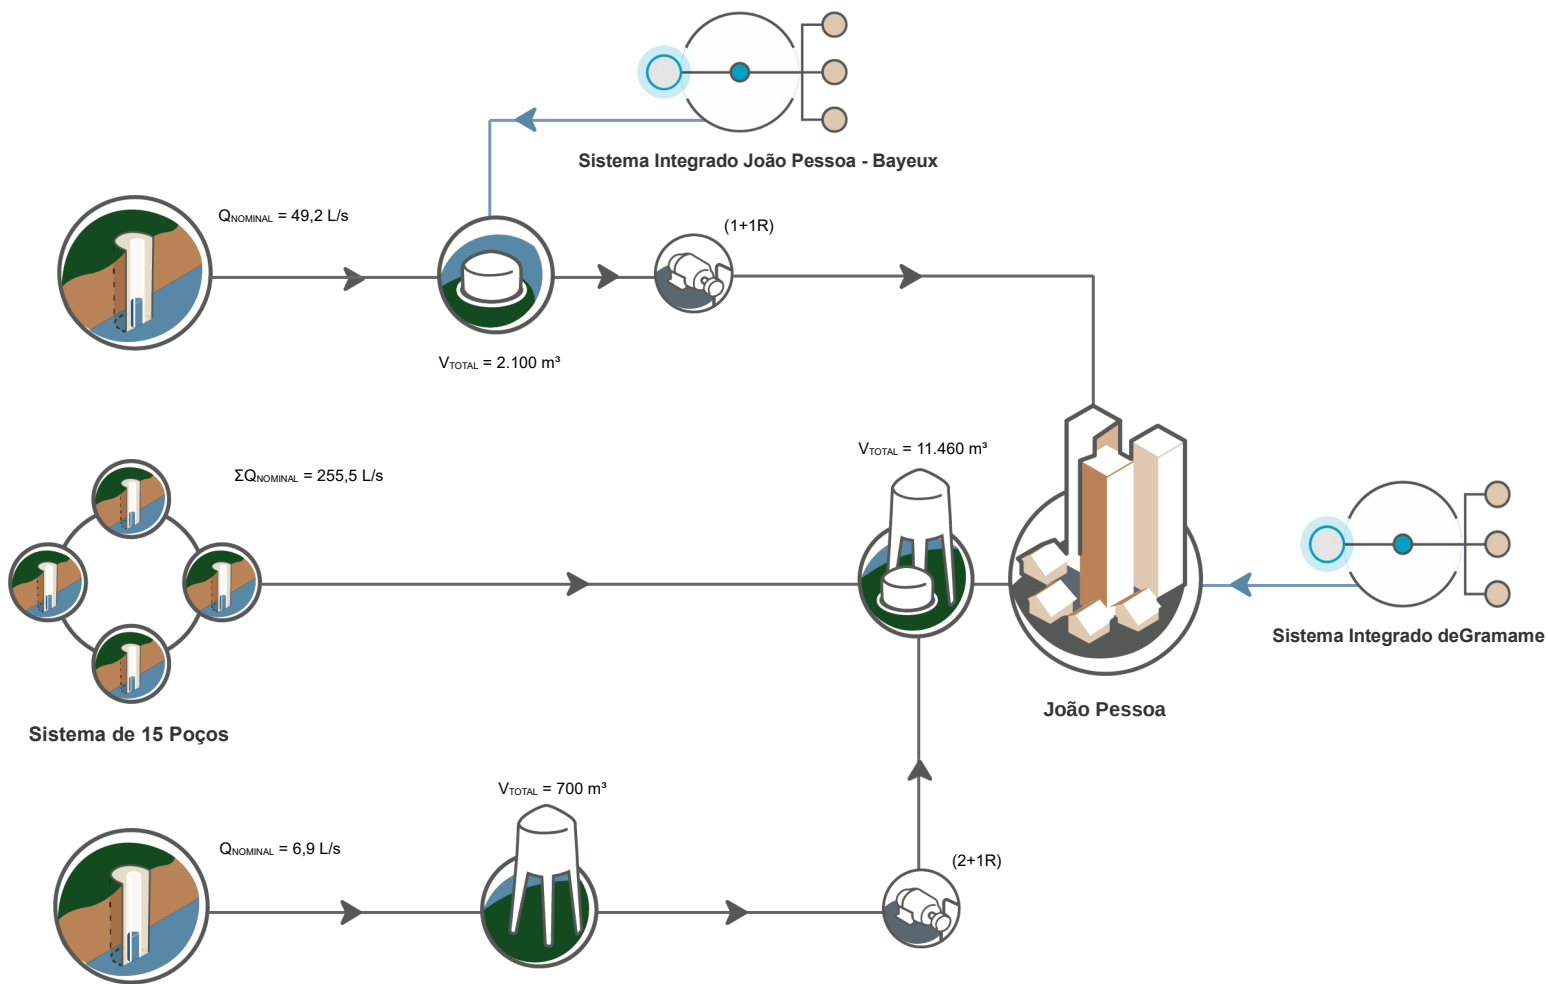 Sistema Integrado João Pessoa - Bayeux
QNOMINAL = 49,2 L/s
(1+1R)
VTOTAL = 2.100 m³
VTOTAL = 11.460 m³
ΣQNOMINAL = 255,5 L/s
Sistema Integrado deGramame
João Pessoa
Sistema de 15 Poços
VTOTAL = 700 m³
QNOMINAL = 6,9 L/s
(2+1R)